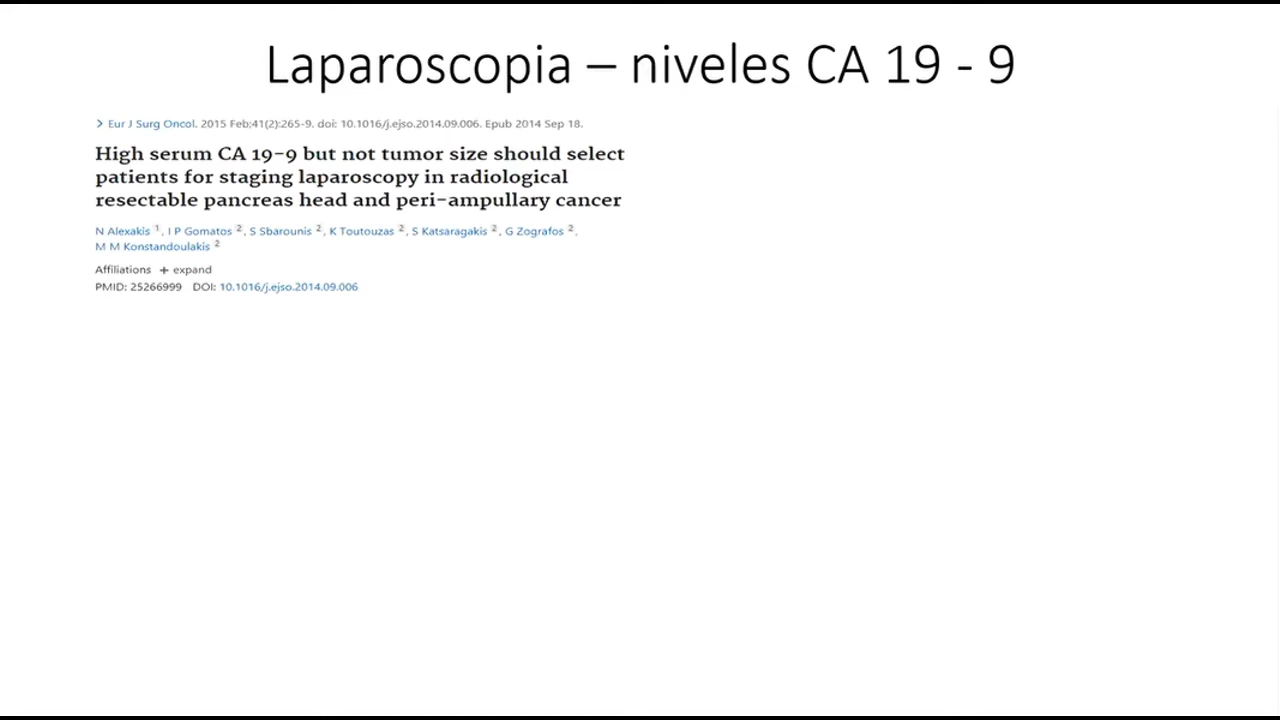 Laparoscopia – niveles CA 19 - 9
> Eur J Surg Oncol. 2015 Feb;41(2):265-9. doi: 10.1016/j.ejso.2014.09.006. Epub 2014 Sep 18.
High serum CA 19-9 but not tumor size should select
patients for staging laparoscopy in radiological
resectable pancreas head and peri-ampullary cancer
N Alexakis 1, I P Gomatos 2, S Sbarounis 2, K Toutouzas 2, S Katsaragakis 2, G Zografos 2,
M M Konstandoulakis 2
Affiliations + expand
PMID: 25266999 DOI: 10.1016/j.ejso.2014.09.006